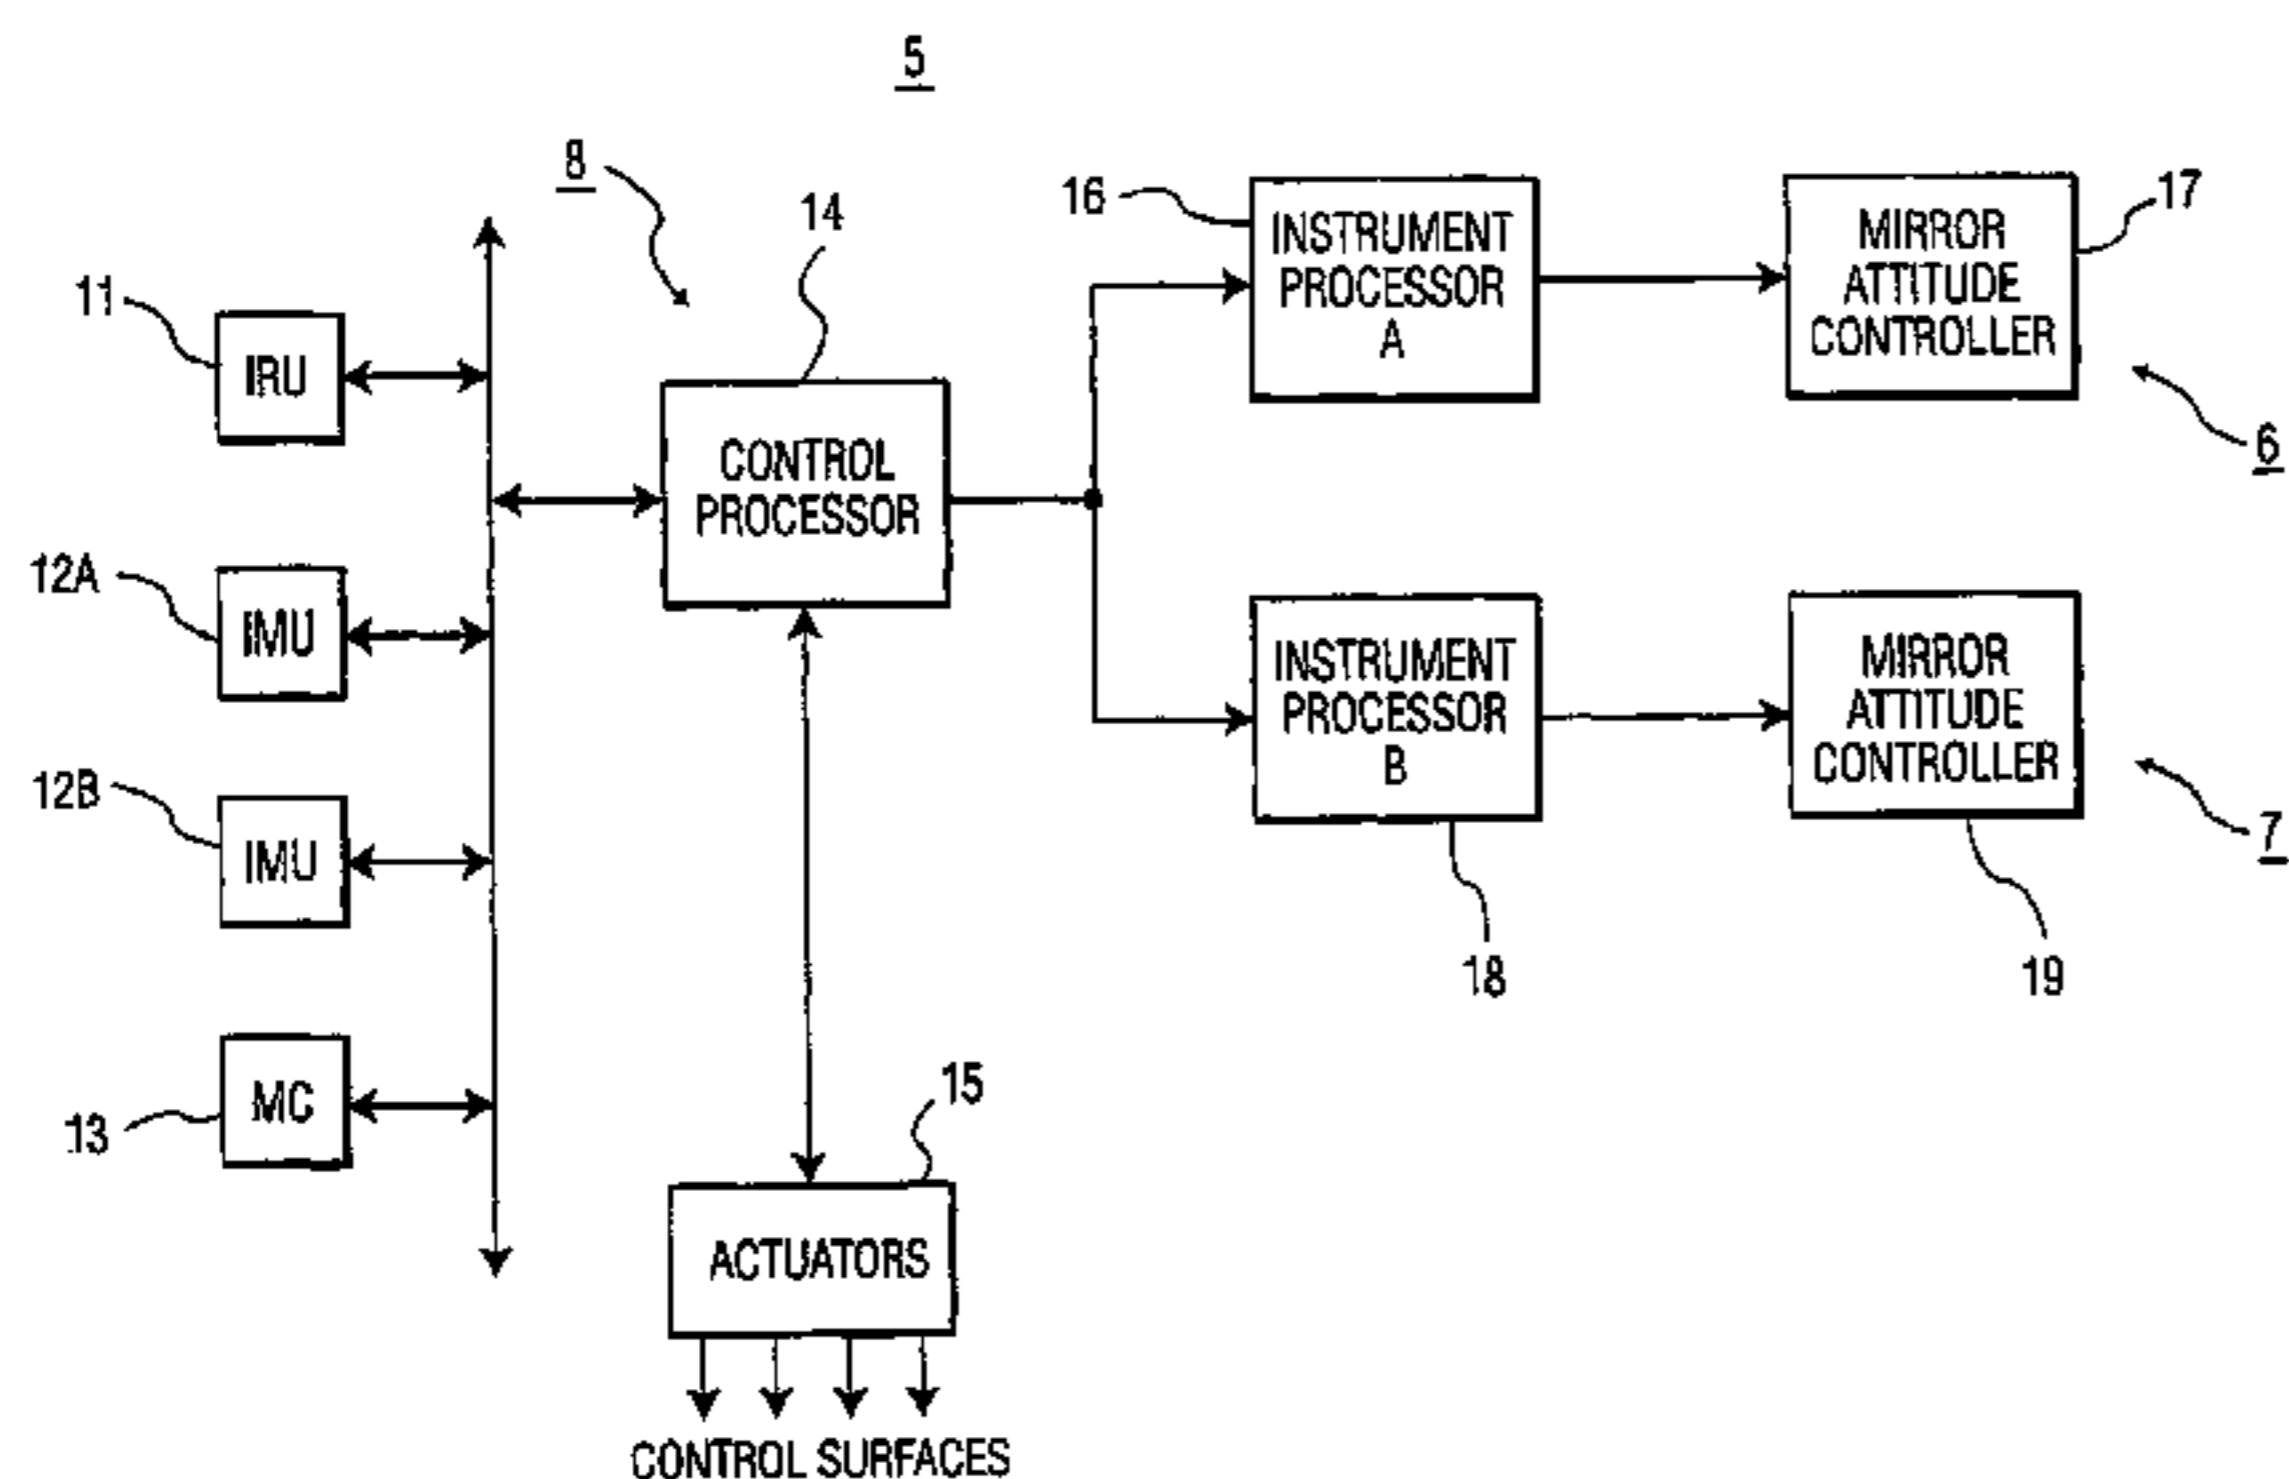 5
8
14
16
INSTRUMENT
PROCESSOR
A
MIRROR
ATTITUDE
CONTROLLER
17
11
IRU
CONTROL
PROCESSOR
6
12A
IMU
INSTRUMENT
PROCESSOR
B
MIRROR
ATTITUDE
CONTROLLER
12B
IMU
7
18
19
13
MC
15
ACTUATORS
CONTROL SURFACES